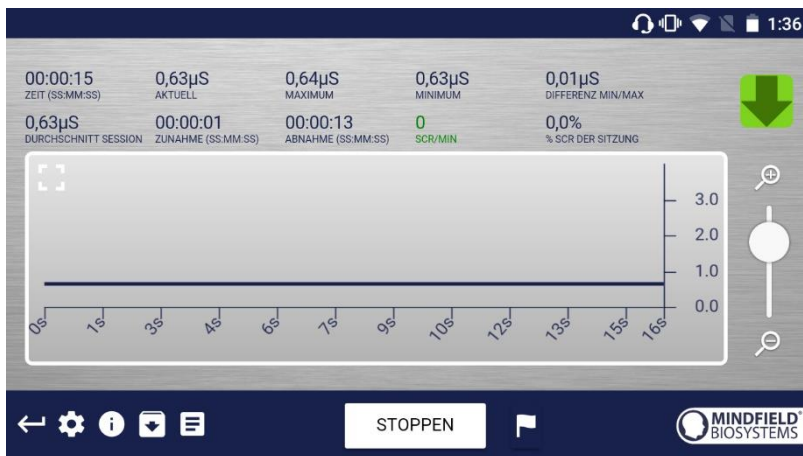 1:36
00:00:15 0,63µS 0,64µS 0,63µS 0,01µS
ZEIT (SS:MM:SS) AKTUELL MAXIMUM MINIMUM DIFFERENZ MIN/MAX
0,63µS 00:00:01 00:00:13 0 0,0%
DURCHSCHNITT SESSION ZUNAHME (SS:MM:SS) ABNAHME (SS:MM:SS) SCR/MIN % SCR DER SITZUNG
3.0
2.0
1.0
0.0
0s 1s 3s 4s 6s 7s 9s 10s 12s 13s 15s 16s
STOPPEN
MINDFIELD®
BIOSYSTEMS